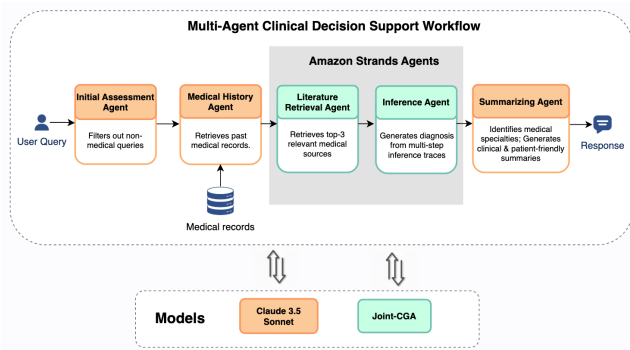 Multi-Agent Clinical Decision Support Workflow
Amazon Strands Agents
User Query
Initial Assessment
Agent
Filters out non-
medical queries
Medical History
Agent
Retrieves past
medical records.
Medical records
Literature
Retrieval Agent
Retrieves top-3
relevant medical
sources
Inference Agent
Generates diagnosis
from multi-step
inference traces
Summarizing Agent
Identifies medical
specialties; Generates
clinical & patient-friendly
summaries
Response
Models
Claude 3.5
Sonnet
Joint-CGA